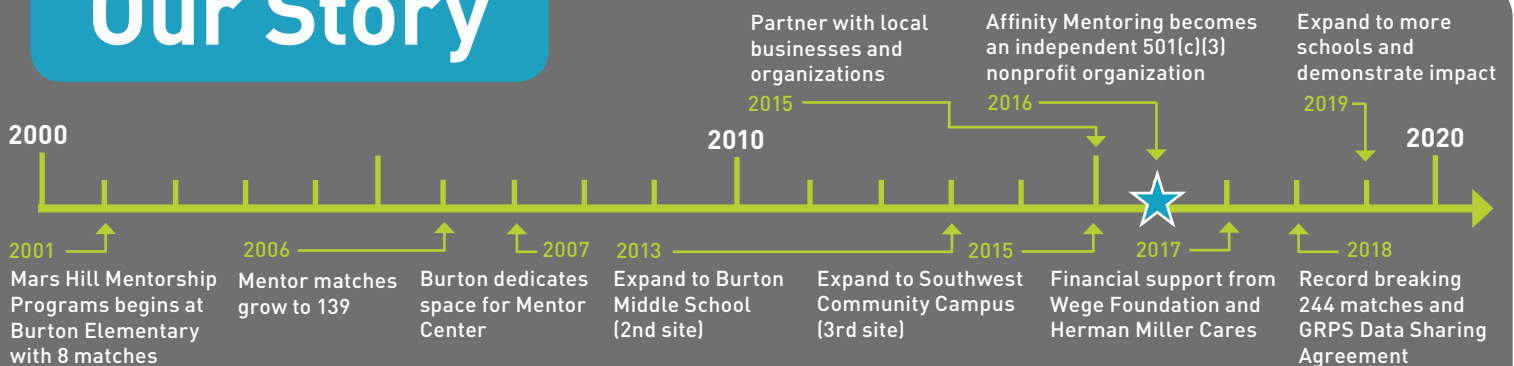 Our Story
Partner with local
businesses and
organizations
2015
Affinity Mentoring becomes
an independent 501(c)(3)
nonprofit organization
2016
Expand to more
schools and
demonstrate impact
2019
2000
2010
2020
2001
Mars Hill Mentorship
Programs begins at
Burton Elementary
with 8 matches
2006
Mentor matches
grow to 139
2007
Burton dedicates
space for Mentor
Center
2013
Expand to Burton
Middle School
(2nd site)
2015
Expand to Southwest
Community Campus
(3rd site)
2017
Financial support from
Wege Foundation and
Herman Miller Cares
2018
Record breaking
244 matches and
GRPS Data Sharing
Agreement